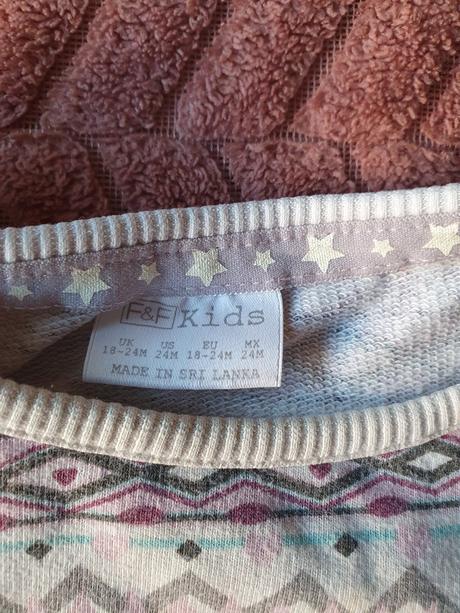 F&F Kids
UK US EU MX
18-24M 24M 18-24M 24M
MADE IN SRI LANKA